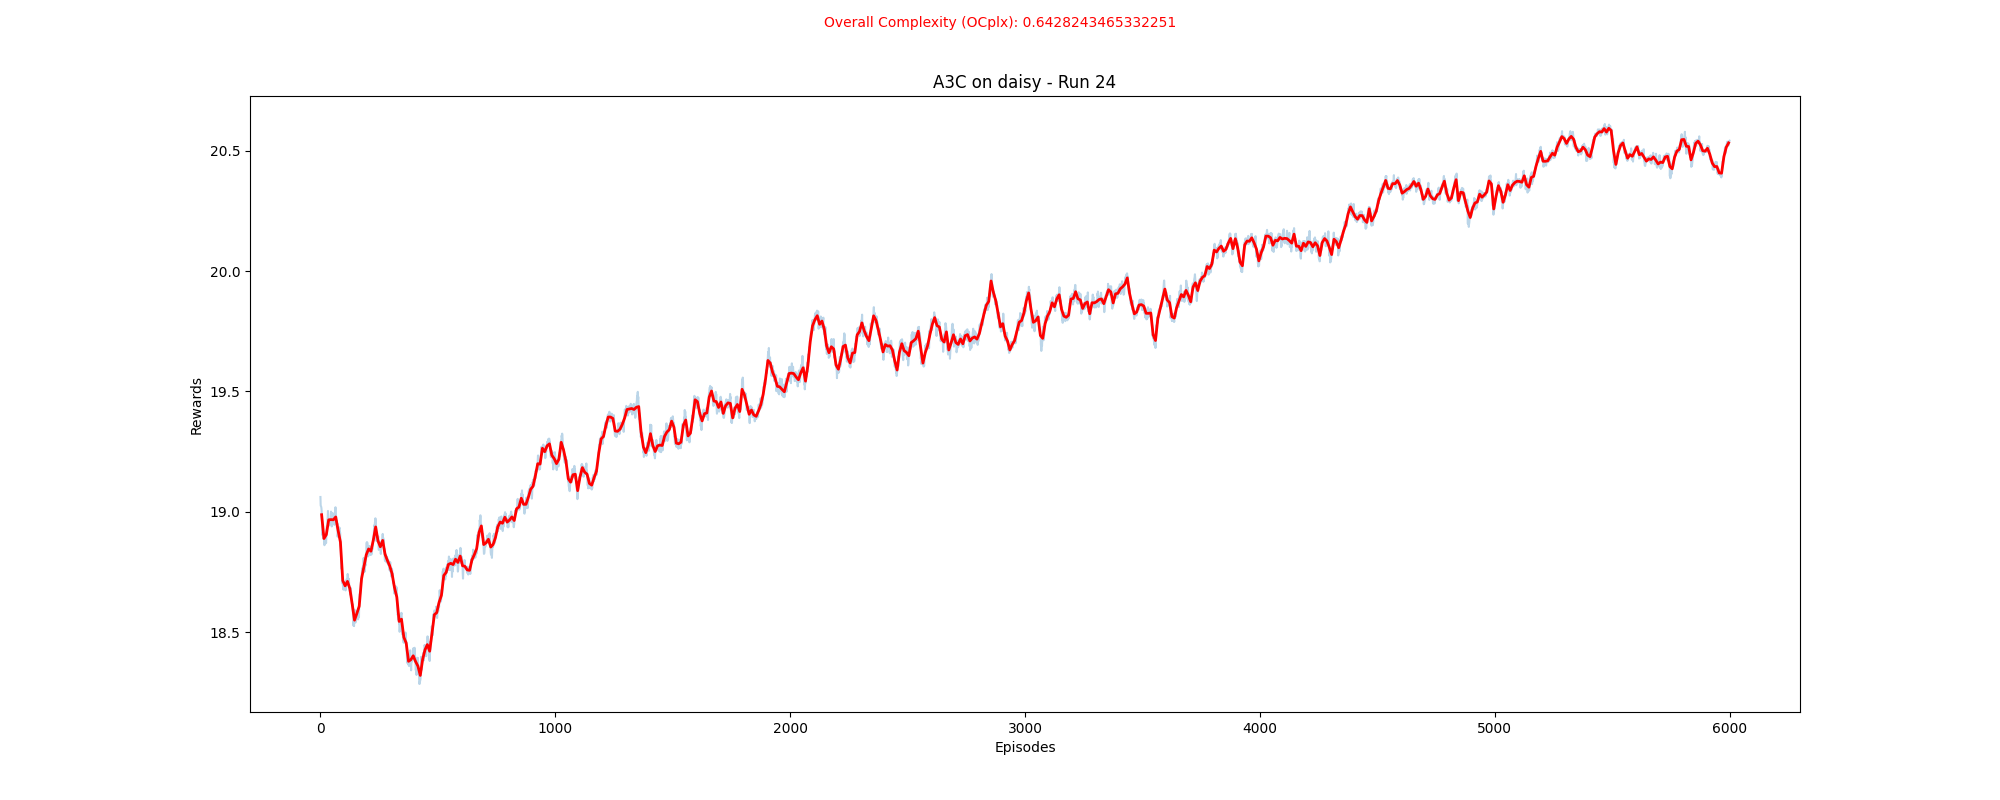 Overall Complexity (OCplx): 0.6428243465332251
A3C on daisy - Run 24
20.5
20.0
19.5
19.0
18.5
Rewards
0 1000 2000 3000 4000 5000 6000
Episodes